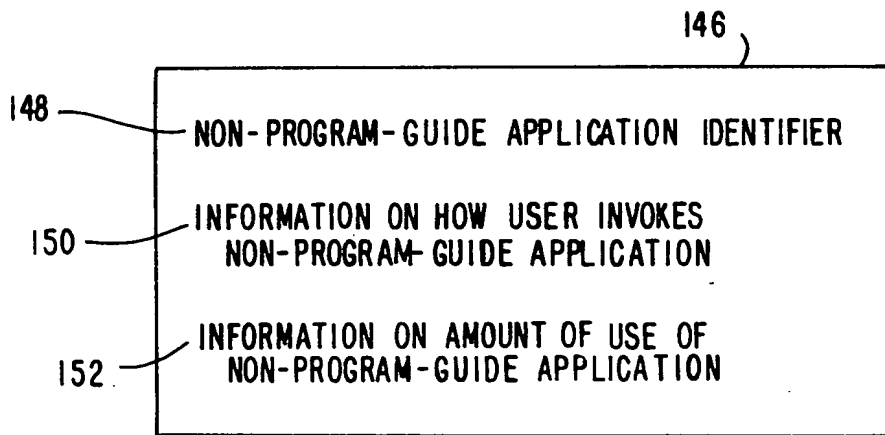 146
148
NON-PROGRAM-GUIDE APPLICATION IDENTIFIER
150
INFORMATION ON HOW USER INVOKES
NON-PROGRAM-GUIDE APPLICATION
152
INFORMATION ON AMOUNT OF USE OF
NON-PROGRAM-GUIDE APPLICATION